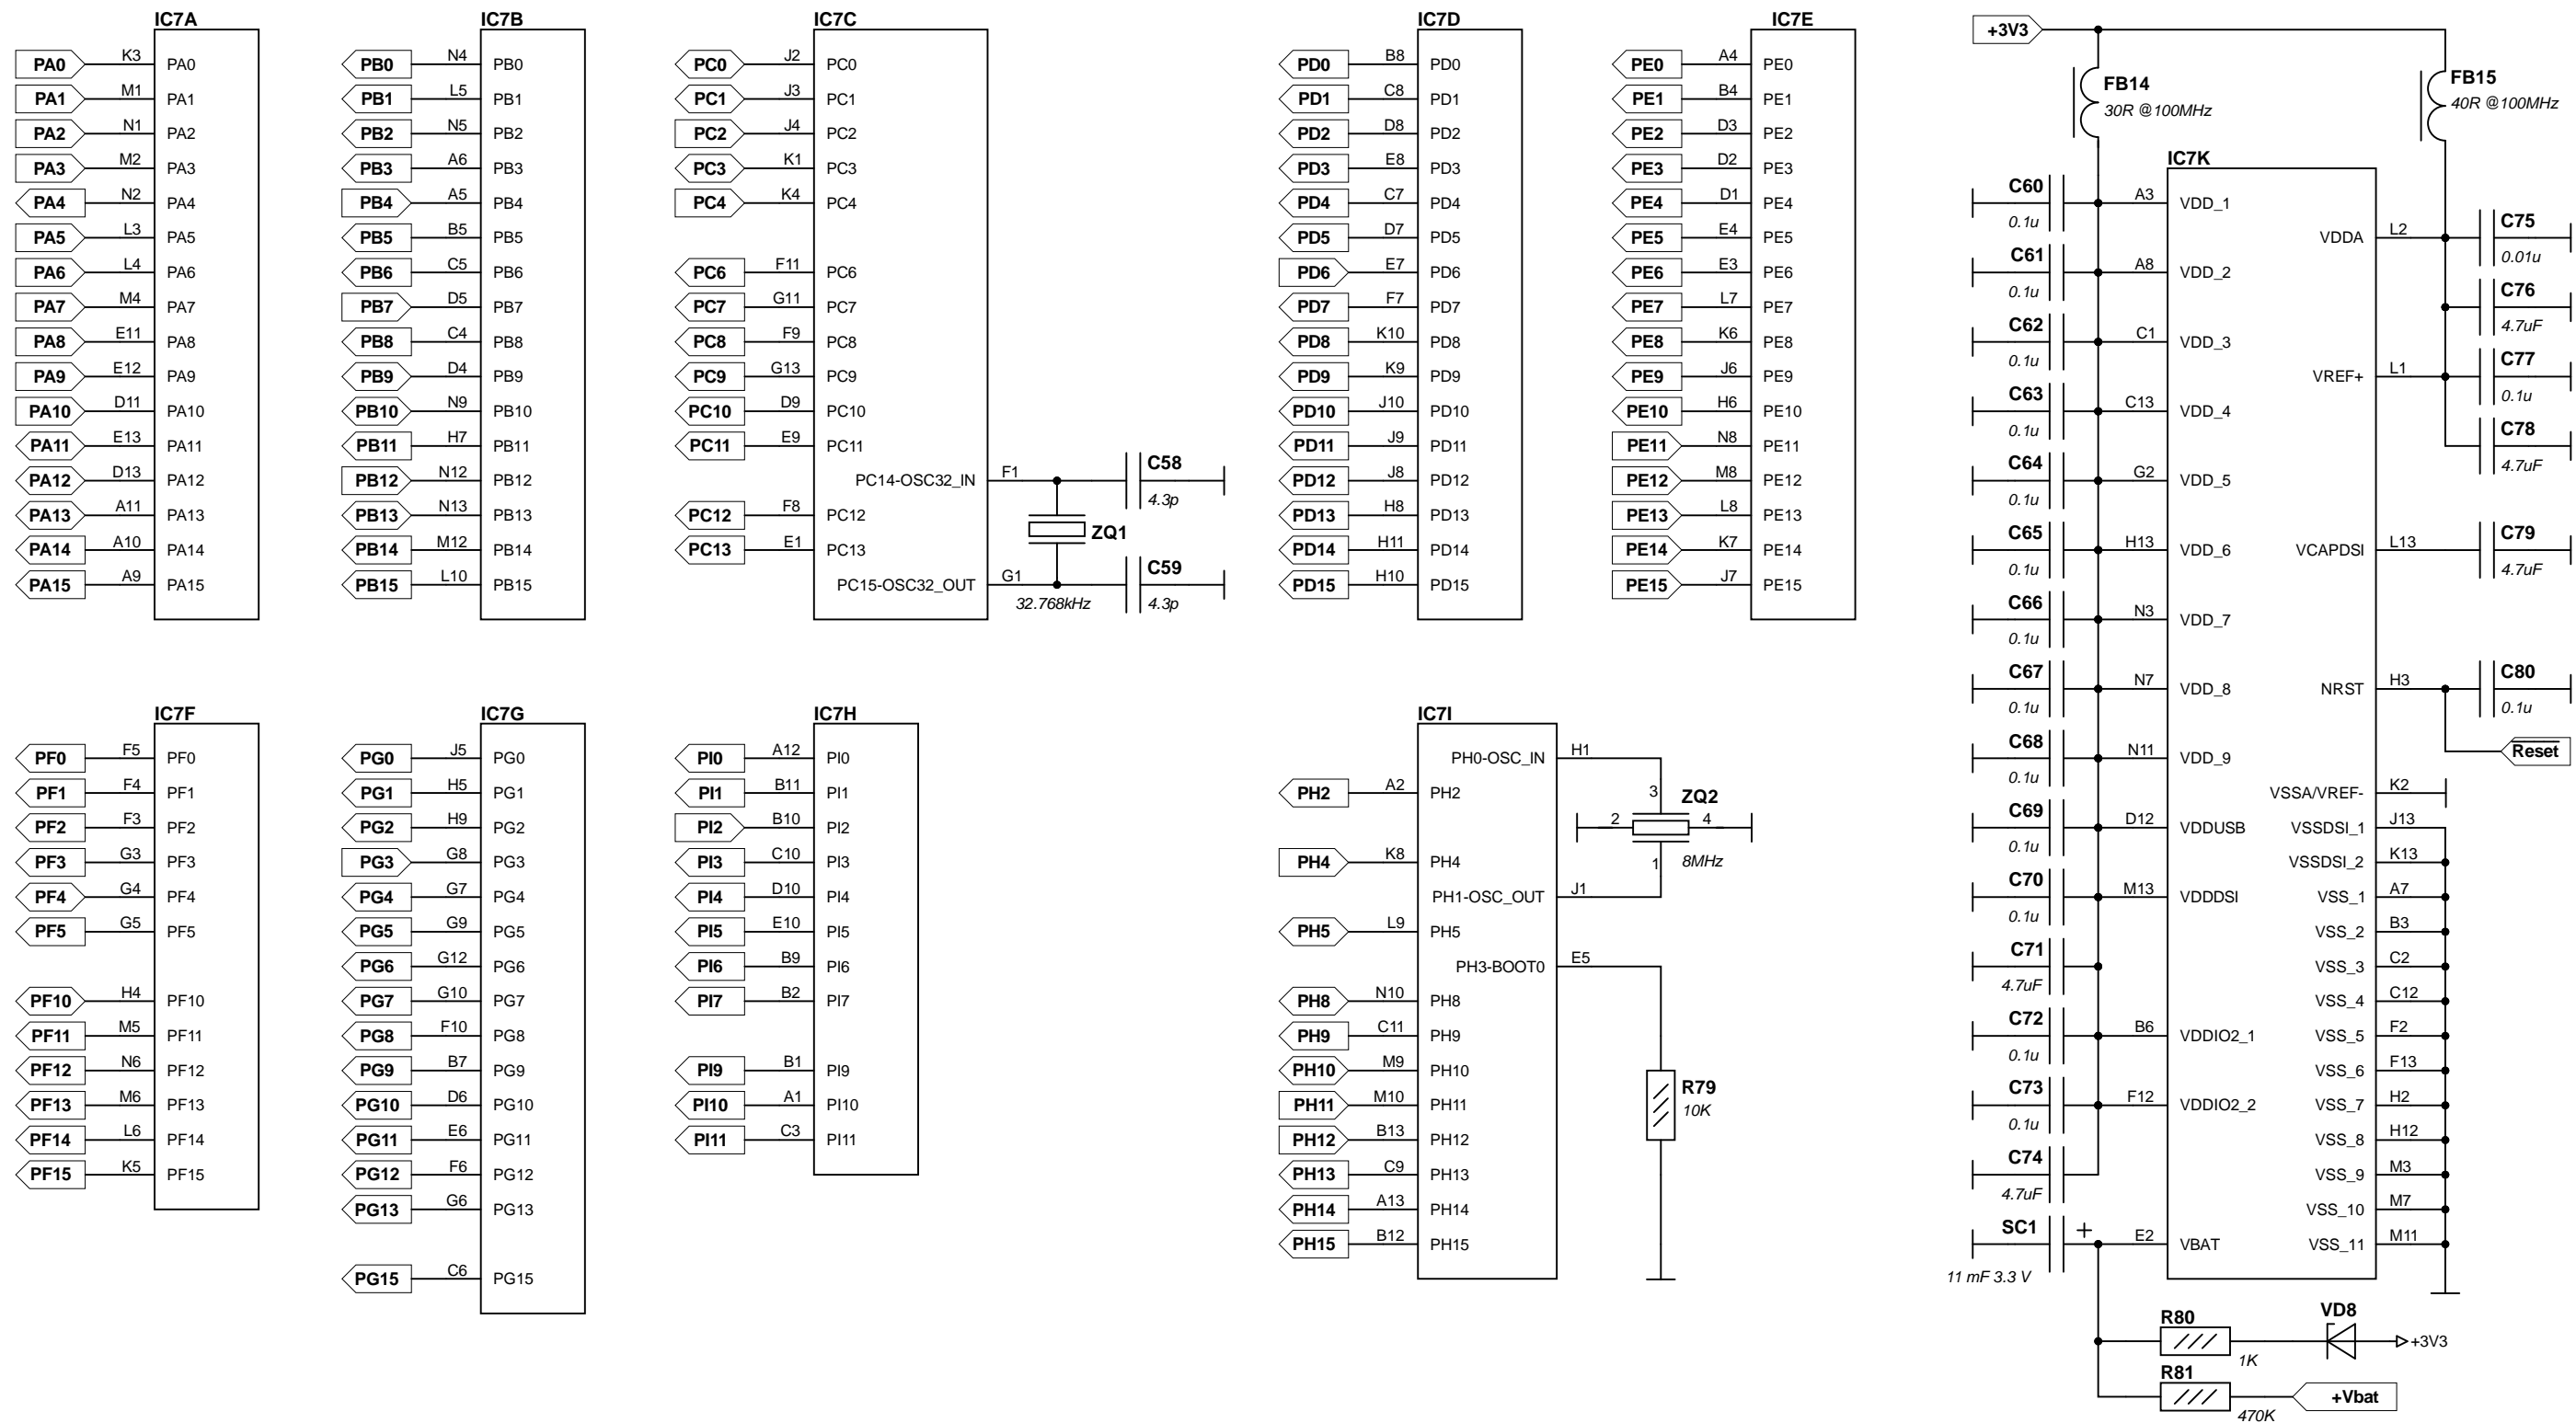 IC7A
PA0 K3 PA0
PA1 M1 PA1
PA2 N1 PA2
PA3 M2 PA3
PA4 N2 PA4
PA5 L3 PA5
PA6 L4 PA6
PA7 M4 PA7
PA8 E11 PA8
PA9 E12 PA9
PA10 D11 PA10
PA11 E13 PA11
PA12 D13 PA12
PA13 A11 PA13
PA14 A10 PA14
PA15 A9 PA15
IC7B
PB0 N4 PB0
PB1 L5 PB1
PB2 N5 PB2
PB3 A6 PB3
PB4 A5 PB4
PB5 B5 PB5
PB6 C5 PB6
PB7 D5 PB7
PB8 C4 PB8
PB9 D4 PB9
PB10 N9 PB10
PB11 H7 PB11
PB12 N12 PB12
PB13 N13 PB13
PB14 M12 PB14
PB15 L10 PB15
IC7C
PC0 J2 PC0
PC1 J3 PC1
PC2 J4 PC2
PC3 K1 PC3
PC4 K4 PC4
PC6 F11 PC6
PC7 G11 PC7
PC8 F9 PC8
PC9 G13 PC9
PC10 D9 PC10
PC11 E9 PC11
PC14-OSC32_IN F1
PC12 F8 PC12
PC13 E1 PC13
PC15-OSC32_OUT G1
C58
4.3p
ZQ1
32.768kHz
C59
4.3p
IC7D
PD0 B8 PD0
PD1 C8 PD1
PD2 D8 PD2
PD3 E8 PD3
PD4 C7 PD4
PD5 D7 PD5
PD6 E7 PD6
PD7 F7 PD7
PD8 K10 PD8
PD9 K9 PD9
PD10 J10 PD10
PD11 J9 PD11
PD12 J8 PD12
PD13 H8 PD13
PD14 H11 PD14
PD15 H10 PD15
IC7E
PE0 A4 PE0
PE1 B4 PE1
PE2 D3 PE2
PE3 D2 PE3
PE4 D1 PE4
PE5 E4 PE5
PE6 E3 PE6
PE7 L7 PE7
PE8 K6 PE8
PE9 J6 PE9
PE10 H6 PE10
PE11 N8 PE11
PE12 M8 PE12
PE13 L8 PE13
PE14 K7 PE14
PE15 J7 PE15
IC7F
PF0 F5 PF0
PF1 F4 PF1
PF2 F3 PF2
PF3 G3 PF3
PF4 G4 PF4
PF5 G5 PF5
PF10 H4 PF10
PF11 M5 PF11
PF12 N6 PF12
PF13 M6 PF13
PF14 L6 PF14
PF15 K5 PF15
IC7G
PG0 J5 PG0
PG1 H5 PG1
PG2 H9 PG2
PG3 G8 PG3
PG4 G7 PG4
PG5 G9 PG5
PG6 G12 PG6
PG7 G10 PG7
PG8 F10 PG8
PG9 B7 PG9
PG10 D6 PG10
PG11 E6 PG11
PG12 F6 PG12
PG13 G6 PG13
PG15 C6 PG15
IC7H
PI0 A12 PI0
PI1 B11 PI1
PI2 B10 PI2
PI3 C10 PI3
PI4 D10 PI4
PI5 E10 PI5
PI6 B9 PI6
PI7 B2 PI7
PI9 B1 PI9
PI10 A1 PI10
PI11 C3 PI11
IC7I
PH0-OSC_IN H1
PH2 A2 PH2
PH4 K8 PH4
PH1-OSC_OUT J1
PH5 L9 PH5
PH3-BOOT0 E5
PH8 N10 PH8
PH9 C11 PH9
PH10 M9 PH10
PH11 M10 PH11
PH12 B13 PH12
PH13 C9 PH13
PH14 A13 PH14
PH15 B12 PH15
3 ZQ2
2 4
1 8MHz
R79
10K
+3V3
FB14
30R @100MHz
FB15
40R @100MHz
IC7K
C60
0.1u
A3 VDD_1
C61
0.1u
A8 VDD_2
C62
0.1u
C1 VDD_3
C63
0.1u
C13 VDD_4
C64
0.1u
G2 VDD_5
C65
0.1u
H13 VDD_6
C66
0.1u
N3 VDD_7
C67
0.1u
N7 VDD_8
C68
0.1u
N11 VDD_9
C69
0.1u
D12 VDDUSB
C70
0.1u
M13 VDDDSI
C71
4.7uF
C72
0.1u
B6 VDDIO2_1
C73
0.1u
F12 VDDIO2_2
C74
4.7uF
SC1 +
11 mF 3.3 V
E2 VBAT
VDDA L2
C75
0.01u
C76
4.7uF
VREF+ L1
C77
0.1u
C78
4.7uF
VCAPDSI L13
C79
4.7uF
NRST H3
C80
0.1u
Reset
VSSA/VREF- K2
VSSDSI_1 J13
VSSDSI_2 K13
VSS_1 A7
VSS_2 B3
VSS_3 C2
VSS_4 C12
VSS_5 F2
VSS_6 F13
VSS_7 H2
VSS_8 H12
VSS_9 M3
VSS_10 M7
VSS_11 M11
R80
1K
VD8
+3V3
R81
470K
+Vbat